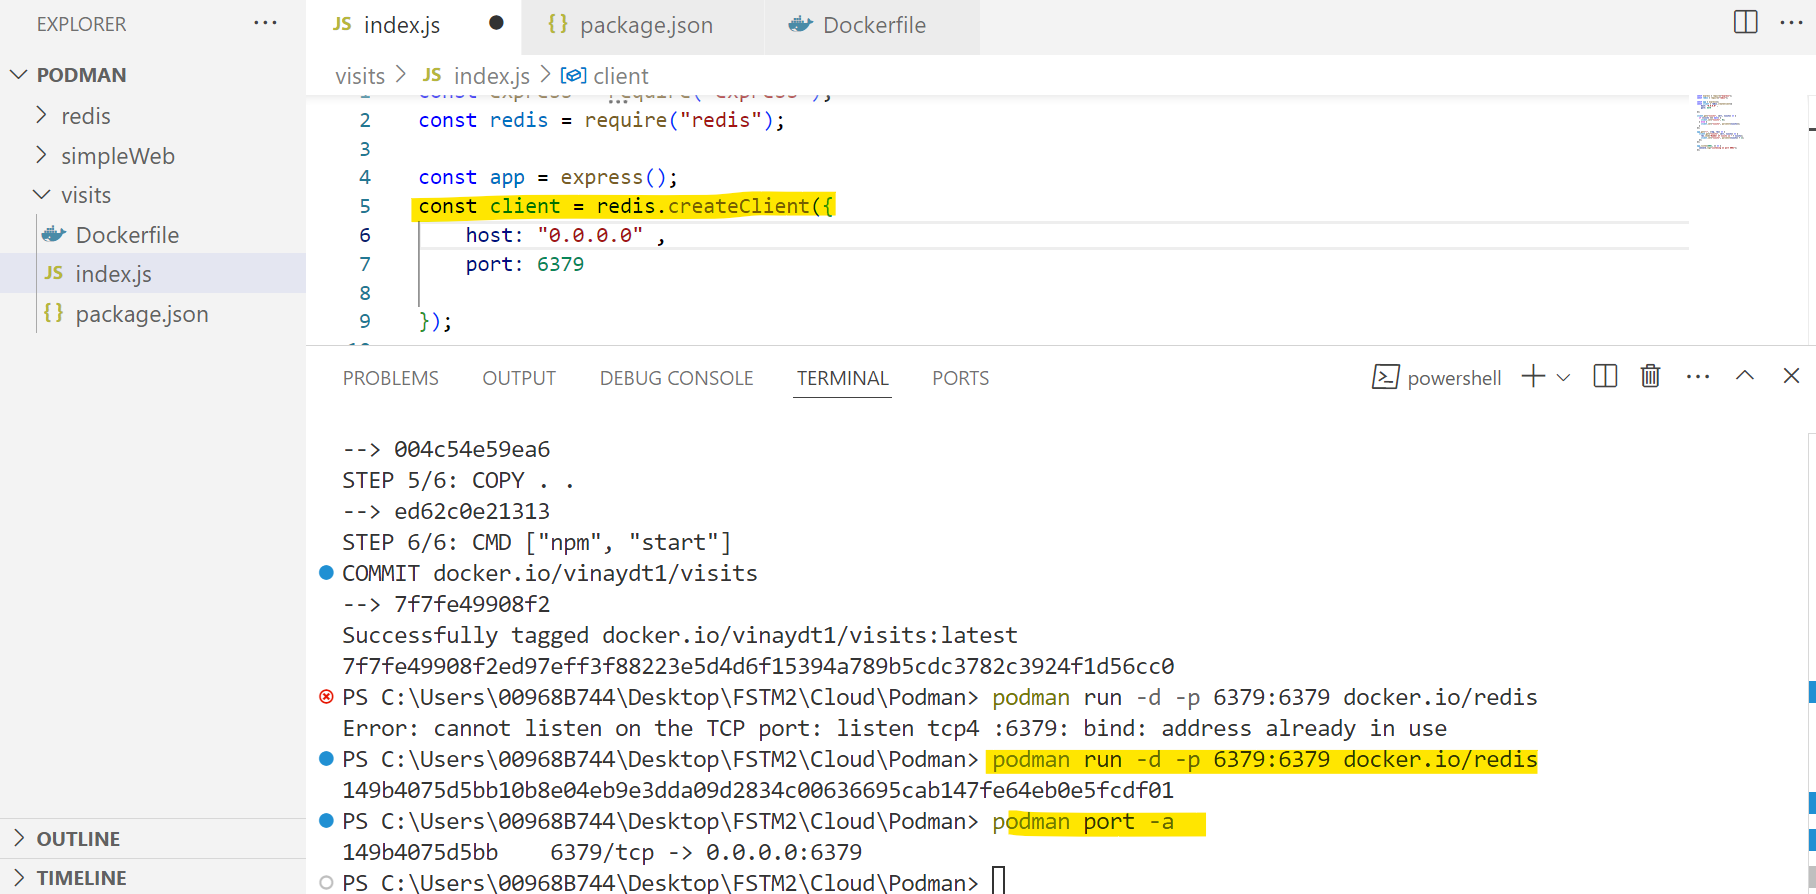 EXPLORER ...
PODMAN
redis
simpleWeb
visits
Dockerfile
JS index.js
{} package.json
OUTLINE
TIMELINE
JS index.js
{} package.json
Dockerfile
visits > JS index.js > client
1 const express = require("express");
2 const redis = require("redis");
3
4 const app = express();
5 const client = redis.createClient({
6 host: "0.0.0.0" ,
7 port: 6379
8
9 });
PROBLEMS OUTPUT DEBUG CONSOLE TERMINAL PORTS
powershell
--> 004c54e59ea6
STEP 5/6: COPY . .
--> ed62c0e21313
STEP 6/6: CMD ["npm", "start"]
COMMIT docker.io/vinaydt1/visits
--> 7f7fe49908f2
Successfully tagged docker.io/vinaydt1/visits:latest
7f7fe49908f2ed97eff3f88223e5d4d6f15394a789b5cdc3782c3924f1d56cc0
PS C:\Users\00968B744\Desktop\FSTM2\Cloud\Podman> podman run -d -p 6379:6379 docker.io/redis
Error: cannot listen on the TCP port: listen tcp4 :6379: bind: address already in use
PS C:\Users\00968B744\Desktop\FSTM2\Cloud\Podman> podman run -d -p 6379:6379 docker.io/redis
149b4075d5bb10b8e04eb9e3dda09d2834c00636695cab147fe64eb0e5fcdf01
PS C:\Users\00968B744\Desktop\FSTM2\Cloud\Podman> podman port -a
149b4075d5bb 6379/tcp -> 0.0.0.0:6379
PS C:\Users\00968B744\Desktop\FSTM2\Cloud\Podman>